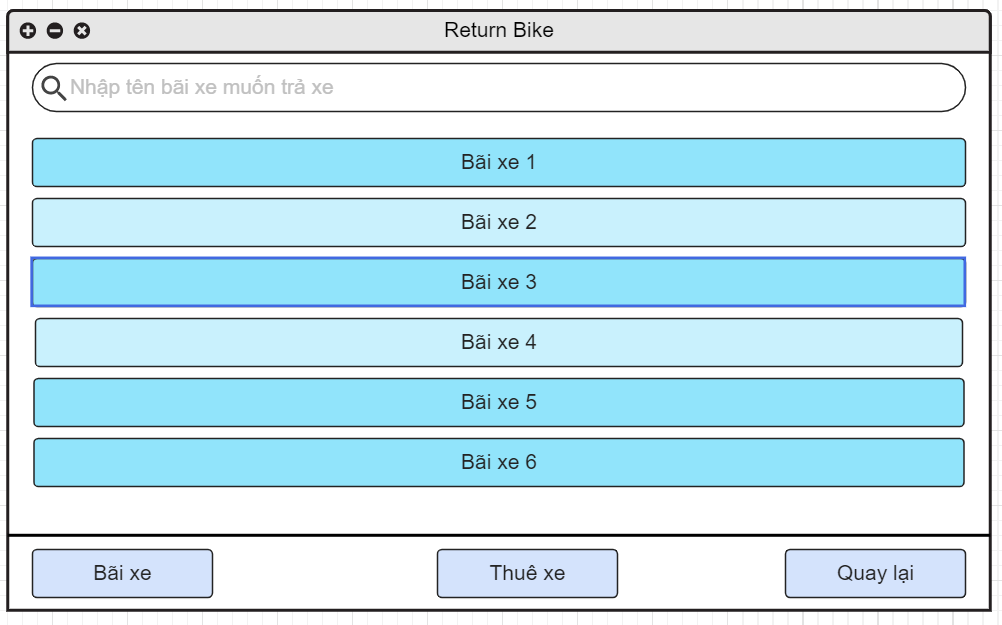 Return Bike
Nhập tên bãi xe muốn trả xe
Bãi xe 1
Bãi xe 2
Bãi xe 3
Bãi xe 4
Bãi xe 5
Bãi xe 6
Bãi xe
Thuê xe
Quay lại